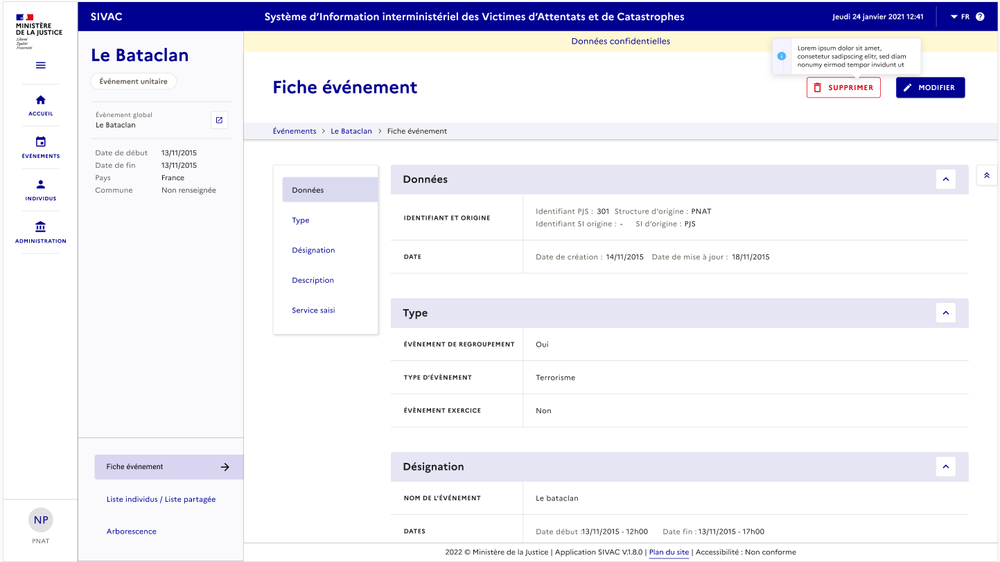 MINISTÈRE
DE LA JUSTICE
Liberté
Égalité
Fraternité
ACCUEIL
ÉVÉNEMENTS
INDIVIDUS
ADMINISTRATION
NP
PNAT
SIVAC
Système d’Information interministériel des Victimes d’Attentats et de Catastrophes
Jeudi 24 janvier 2021 12:41
FR
Le Bataclan
Événement unitaire
Évènement global
Le Bataclan
Date de début 13/11/2015
Date de fin 13/11/2015
Pays France
Commune Non renseignée
Fiche événement
Liste individus / Liste partagée
Arborescence
Données confidentielles
Lorem ipsum dolor sit amet,
consetetur sadipscing elitr, sed diam
nonumy eirmod tempor invidunt ut
Fiche événement
SUPPRIMER
MODIFIER
Événements > Le Bataclan > Fiche événement
Données
Type
Désignation
Description
Service saisi
Données
IDENTIFIANT ET ORIGINE
Identifiant PJS : 301 Structure d’origine : PNAT
Identifiant SI origine : - SI d’origine : PJS
DATE
Date de création : 14/11/2015 Date de mise à jour : 18/11/2015
Type
ÉVÈNEMENT DE REGROUPEMENT Oui
TYPE D’ÉVÈNEMENT Terrorisme
ÉVÈNEMENT EXERCICE Non
Désignation
NOM DE L’ÉVÉNEMENT Le bataclan
DATES Date début :13/11/2015 - 12h00 Date fin : 13/11/2015 - 17h00
2022 © Ministère de la Justice | Application SIVAC V.1.8.0 | Plan du site | Accessibilité : Non conforme